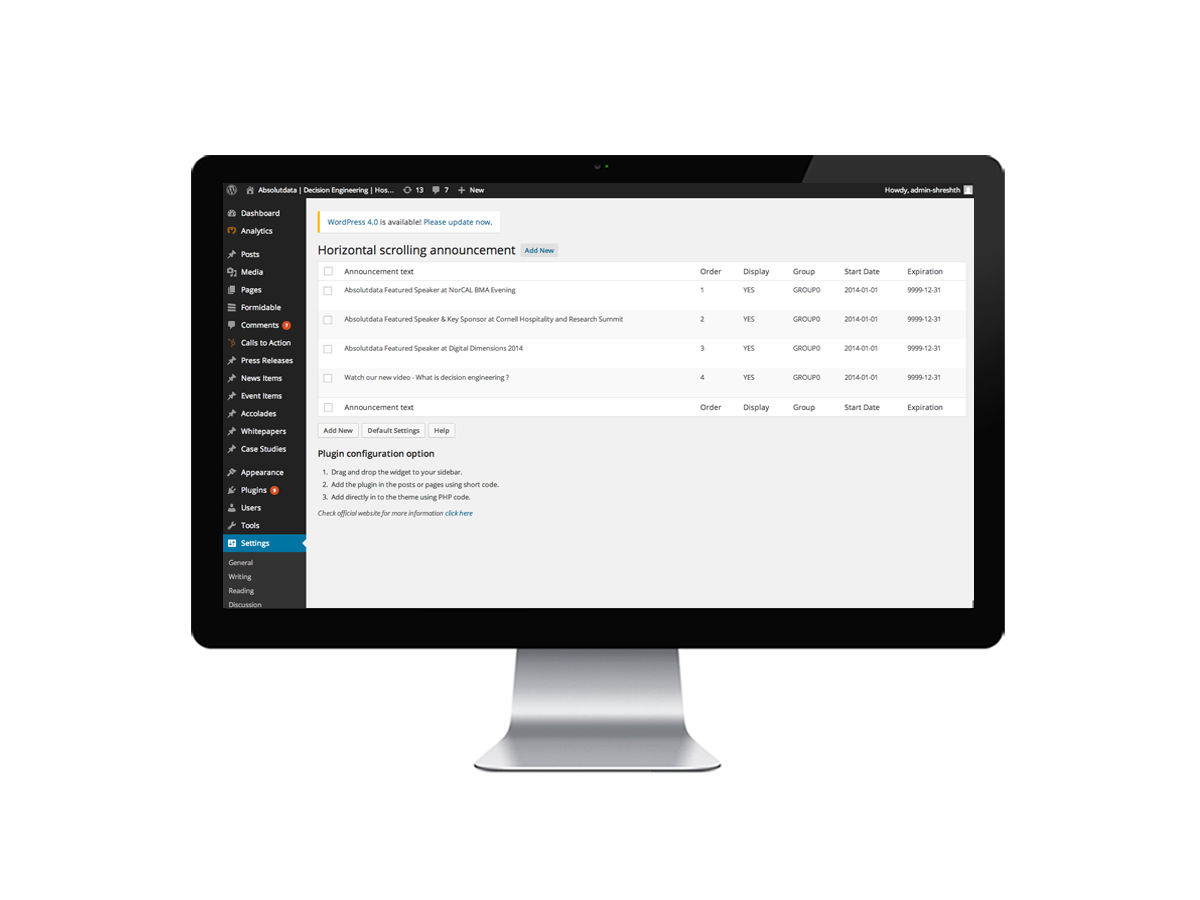 Absolutdata | Decision Engineering | Hos... 13 7 + New Howdy, admin-shreshth
Dashboard
Analytics
Posts
Media
Pages
Formidable
Comments 7
Calls to Action
Press Releases
News Items
Event Items
Accolades
Whitepapers
Case Studies
Appearance
Plugins 9
Users
Tools
Settings
General
Writing
Reading
Discussion
WordPress 4.0 is available! Please update now.
Horizontal scrolling announcement Add New
Announcement text Order Display Group Start Date Expiration
Absolutdata Featured Speaker at NorCAL BMA Evening 1 YES GROUP0 2014-01-01 9999-12-31
Absolutdata Featured Speaker & Key Sponsor at Cornell Hospitality and Research Summit 2 YES GROUP0 2014-01-01 9999-12-31
Absolutdata Featured Speaker at Digital Dimensions 2014 3 YES GROUP0 2014-01-01 9999-12-31
Watch our new video - What is decision engineering ? 4 YES GROUP0 2014-01-01 9999-12-31
Announcement text Order Display Group Start Date Expiration
Add New Default Settings Help
Plugin configuration option
1. Drag and drop the widget to your sidebar.
2. Add the plugin in the posts or pages using short code.
3. Add directly in to the theme using PHP code.
Check official website for more information click here